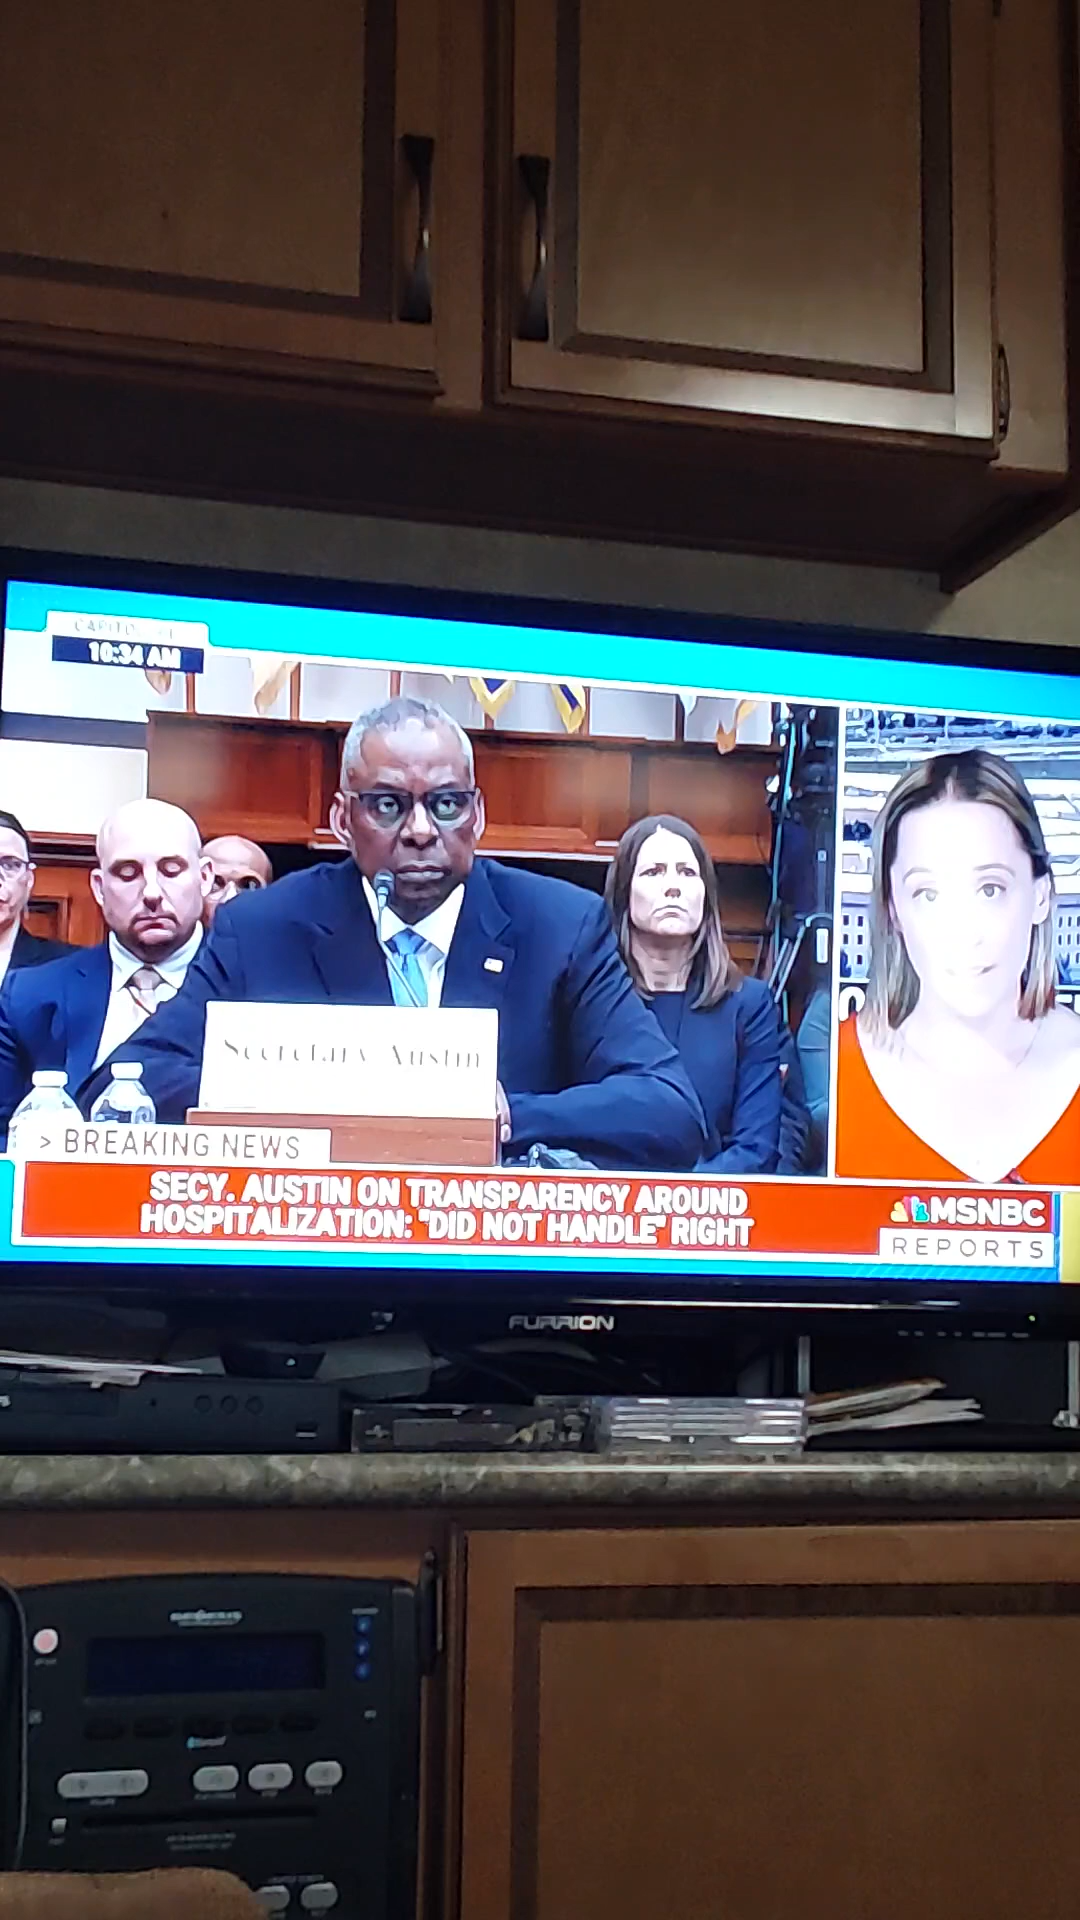 10:34 AM
Secretary Austin
> BREAKING NEWS
SECY. AUSTIN ON TRANSPARENCY AROUND
HOSPITALIZATION: "DID NOT HANDLE" RIGHT
MSNBC
REPORTS
FURRION